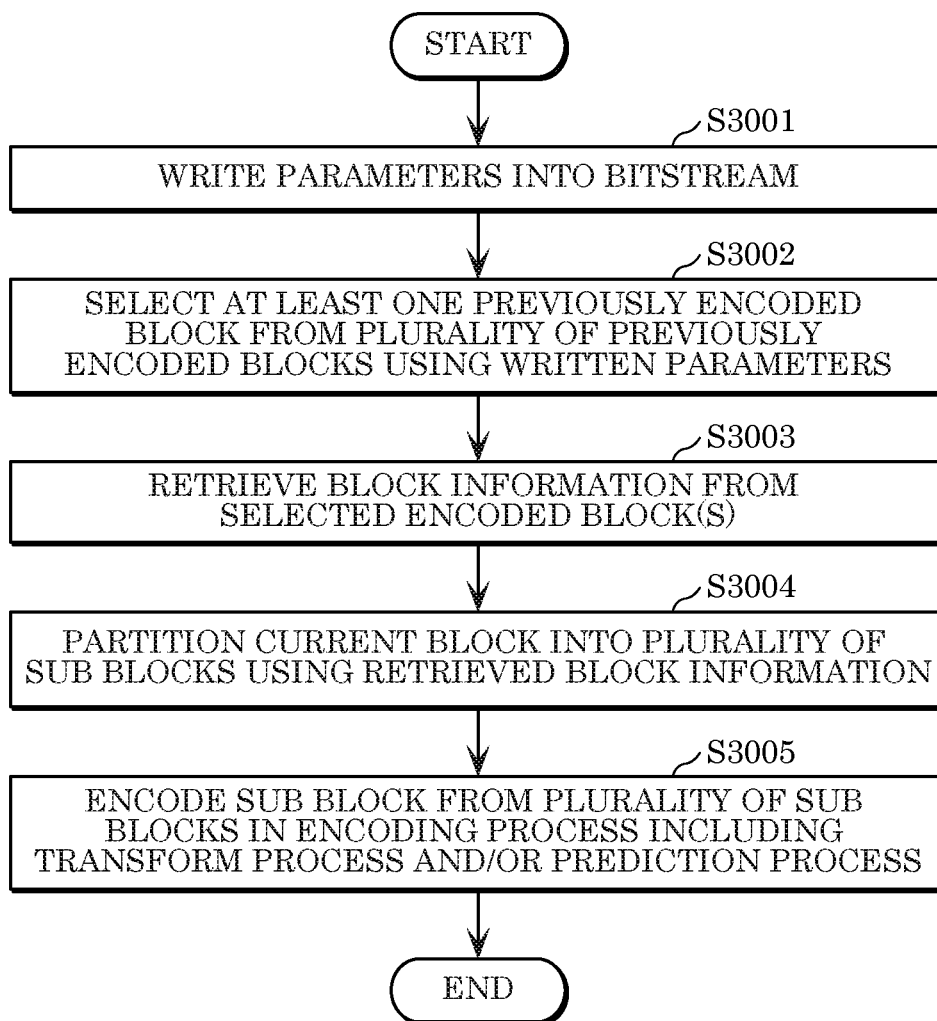 START
S3001
WRITE PARAMETERS INTO BITSTREAM
S3002
SELECT AT LEAST ONE PREVIOUSLY ENCODED
BLOCK FROM PLURALITY OF PREVIOUSLY
ENCODED BLOCKS USING WRITTEN PARAMETERS
S3003
RETRIEVE BLOCK INFORMATION FROM
SELECTED ENCODED BLOCK(S)
S3004
PARTITION CURRENT BLOCK INTO PLURALITY OF
SUB BLOCKS USING RETRIEVED BLOCK INFORMATION
S3005
ENCODE SUB BLOCK FROM PLURALITY OF SUB
BLOCKS IN ENCODING PROCESS INCLUDING
TRANSFORM PROCESS AND/OR PREDICTION PROCESS
END